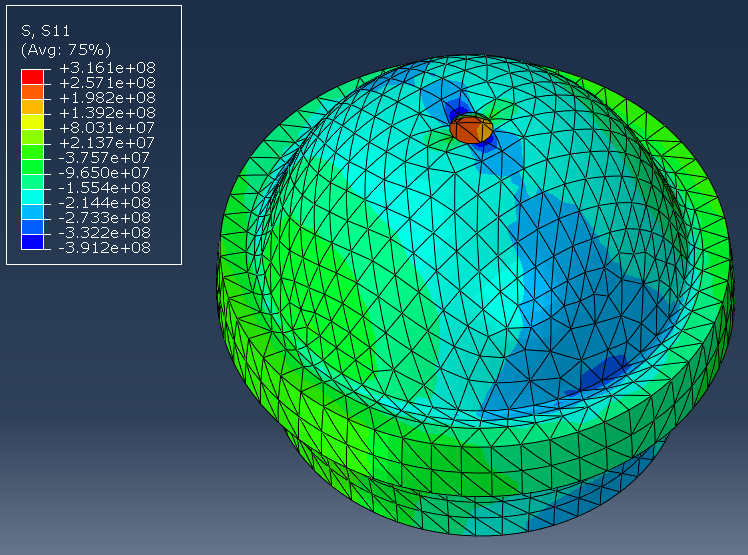 S, S11
(Avg: 75%)
+3.161e+08
+2.571e+08
+1.982e+08
+1.392e+08
+8.031e+07
+2.137e+07
-3.757e+07
-9.650e+07
-1.554e+08
-2.144e+08
-2.733e+08
-3.322e+08
-3.912e+08